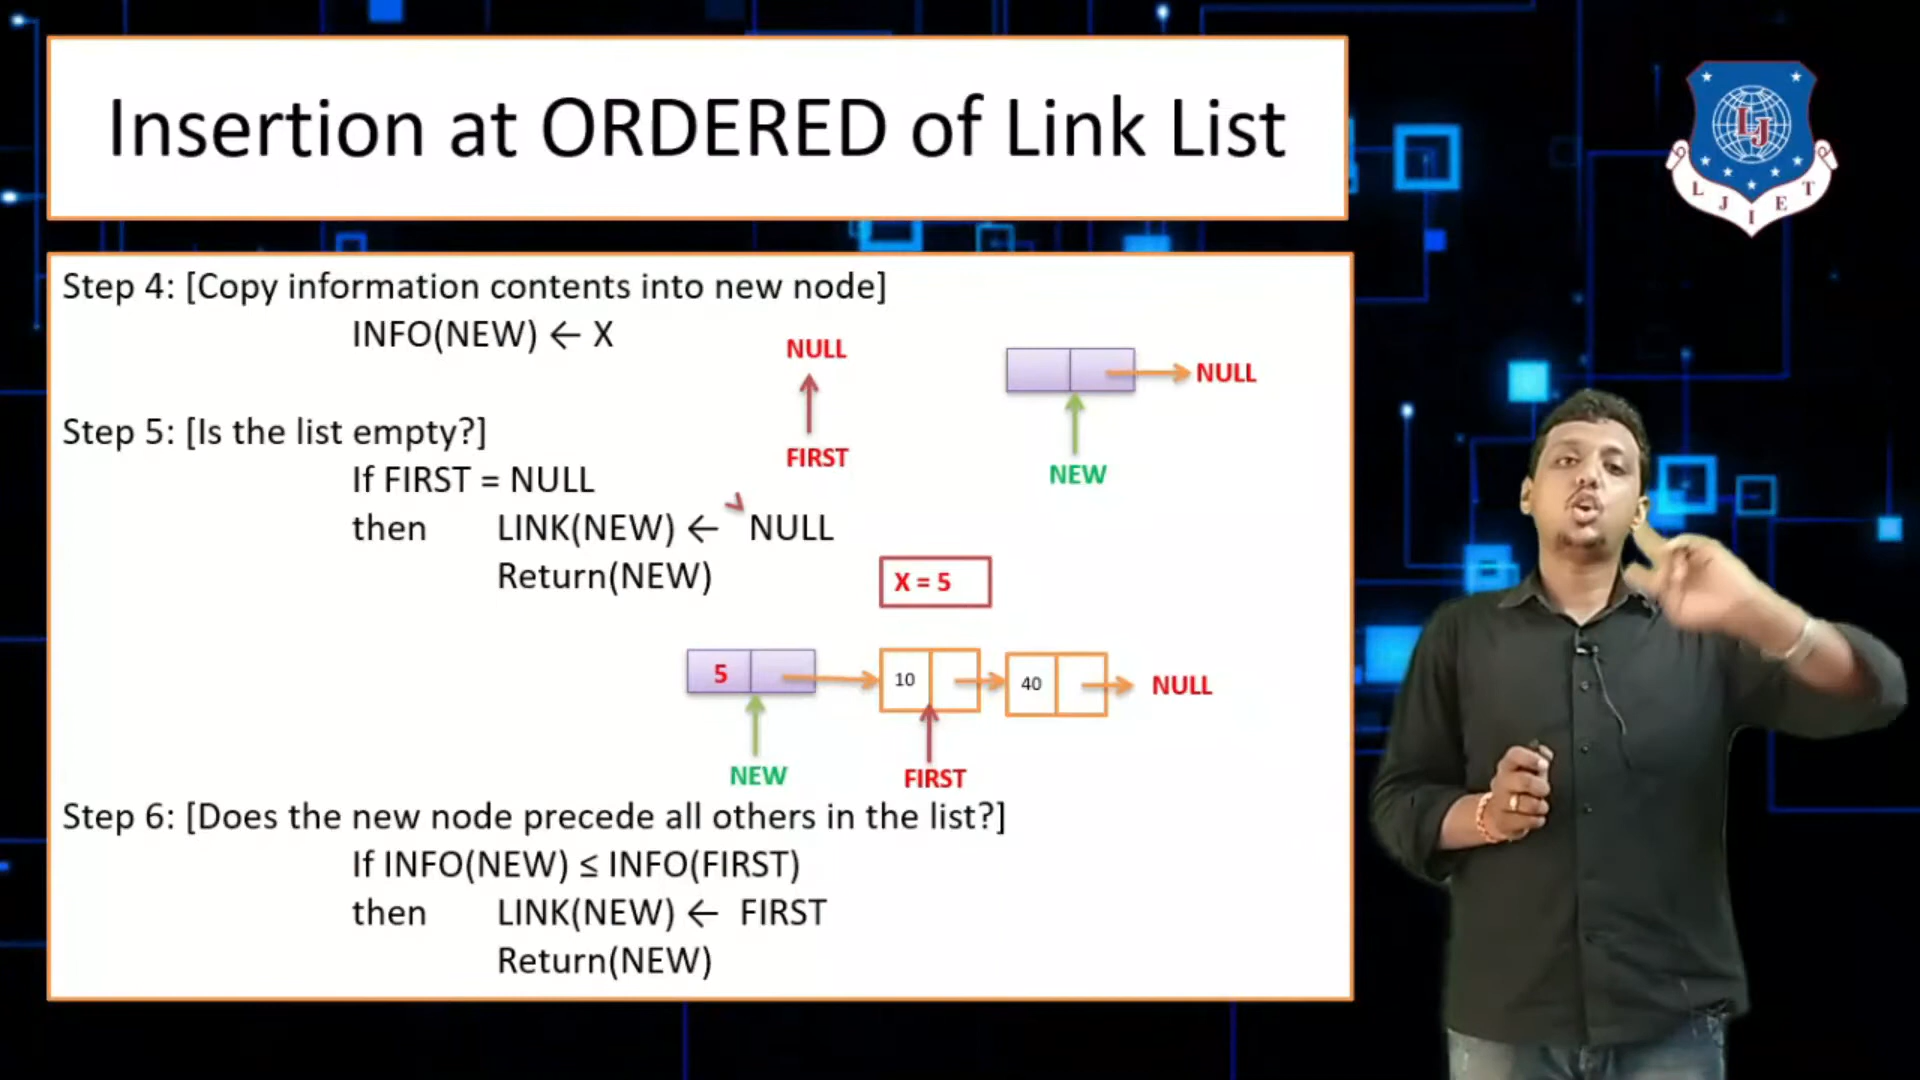 Insertion at ORDERED of Link List
L J I E T
LJ
Step 4: [Copy information contents into new node]
INFO(NEW) ← X
NULL
FIRST
NULL
NEW
Step 5: [Is the list empty?]
If FIRST = NULL
then LINK(NEW) ← NULL
Return(NEW)
X = 5
5
10
40
NULL
NEW
FIRST
Step 6: [Does the new node precede all others in the list?]
If INFO(NEW) ≤ INFO(FIRST)
then LINK(NEW) ← FIRST
Return(NEW)